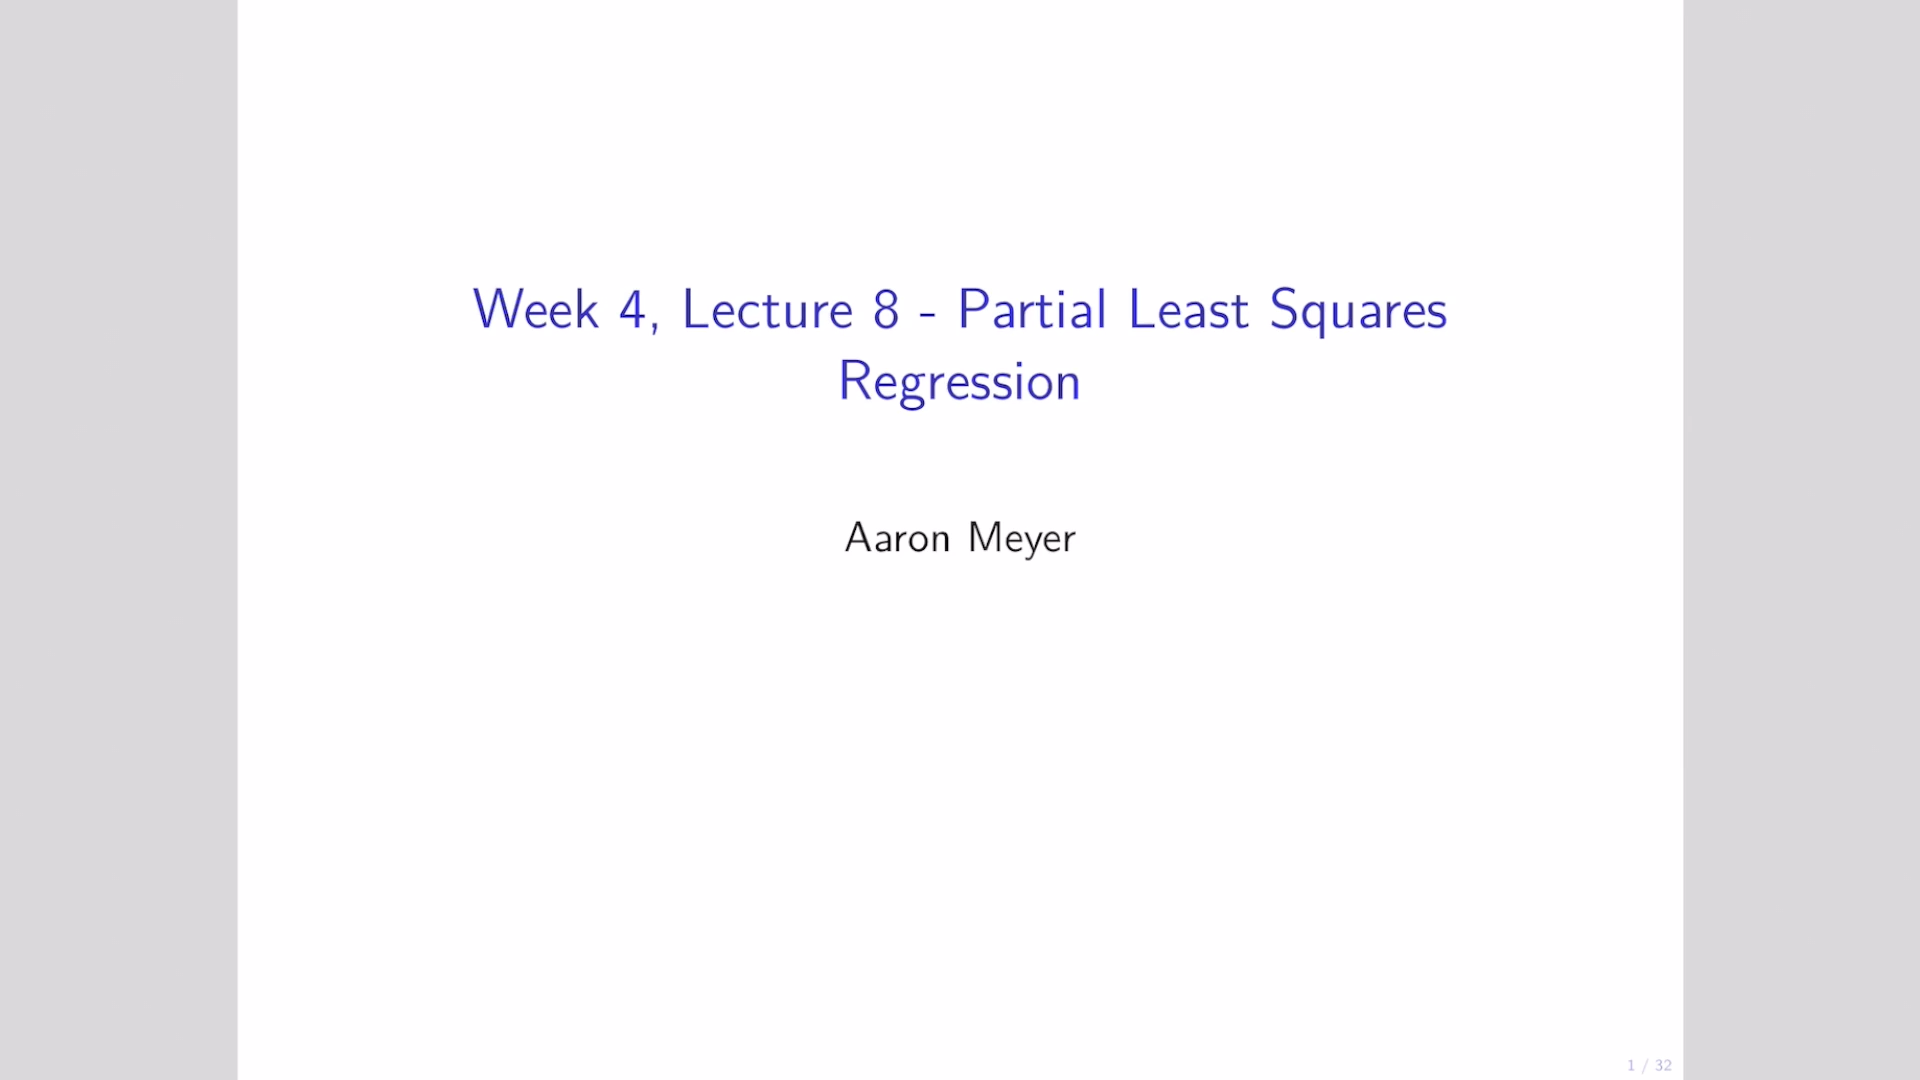 Week 4, Lecture 8 - Partial Least Squares
Regression
Aaron Meyer
1 / 32